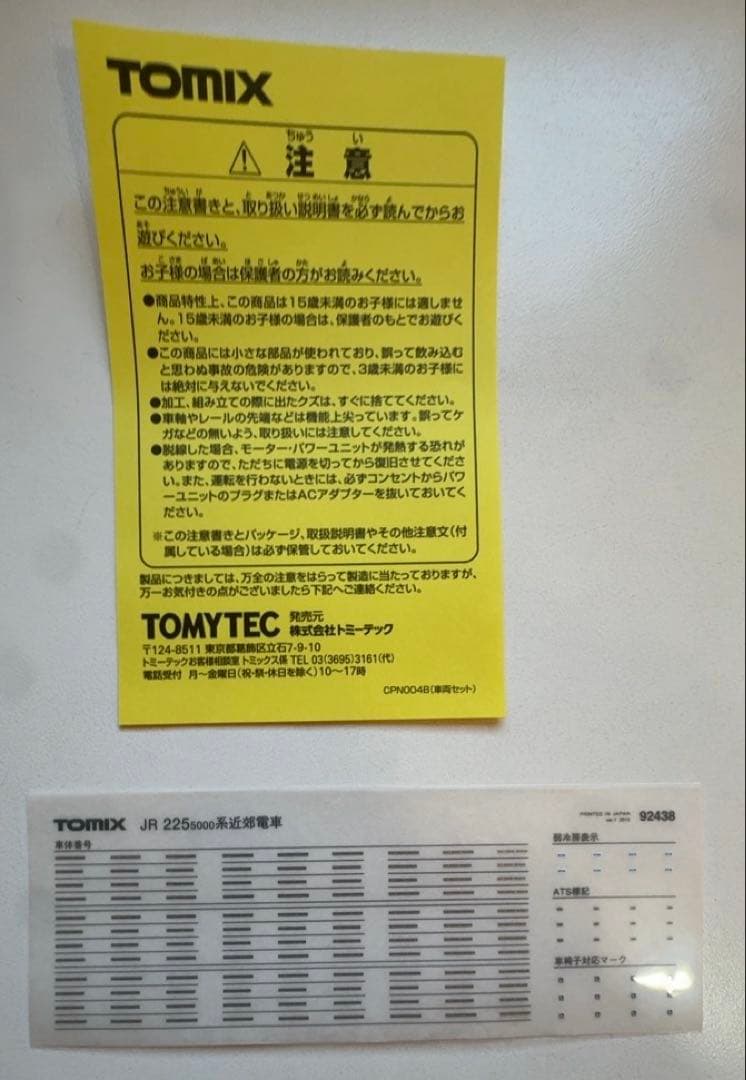 TOMIX
ちゅう い
⚠ 注 意
この注意書きと、取り扱い説明書を必ず読んでからお
遊びください。
お子様の場合は保護者の方がお読みください。
●商品特性上、この商品は15歳未満のお子様には適しませ
ん。15歳未満のお子様の場合は、保護者のもとでお遊びく
ださい。
●この商品には小さな部品が使われており、誤って飲み込む
と思わぬ事故の危険がありますので、3歳未満のお子様に
は絶対に与えないでください。
●加工、組み立ての際に出たクズは、すぐに捨ててください。
●車軸やレールの先端などは機能上尖っています。誤ってケ
ガなどの無いよう、取り扱いには注意してください。
●脱線した場合、モーター・パワーユニットが発熱する恐れが
ありますので、ただちに電源を切ってから復旧させてくださ
い。また、運転を行わないときには、必ずコンセントからパワ
ーユニットのプラグまたはACアダプターを抜いておいてく
ださい。
※この注意書きとパッケージ、取扱説明書やその他注意文(付
属している場合)は必ず保管しておいてください。
製品につきましては、万全の注意をはらって製造に当たっておりますが、
万一お気付きの点がございましたら下記へご連絡ください。
TOMYTEC 発売元
株式会社トミーテック
〒124-8511 東京都葛飾区立石7-9-10
トミーテックお客様相談室 トミックス係 TEL 03(3695)3161(代)
電話受付 月〜金曜日(祝・祭・休日を除く)10〜17時
CPN004B(車両セット)
TOMIX JR 2255000系近郊電車
PRINTED IN JAPAN
92438
車体番号
弱冷房表示
ATS標記
車椅子対応マーク